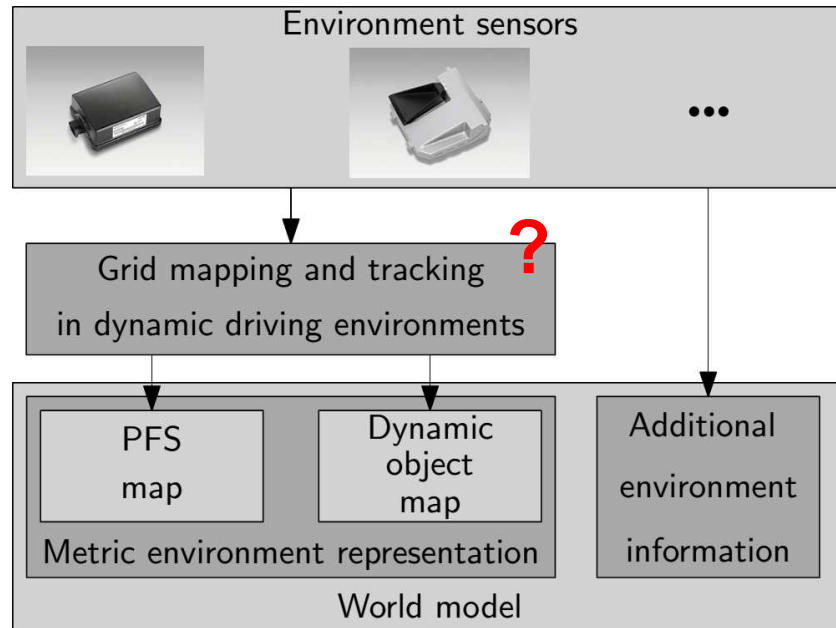 Environment sensors
•••
?
Grid mapping and tracking
in dynamic driving environments
PFS
map
Dynamic
object
map
Metric environment representation
Additional
environment
information
World model